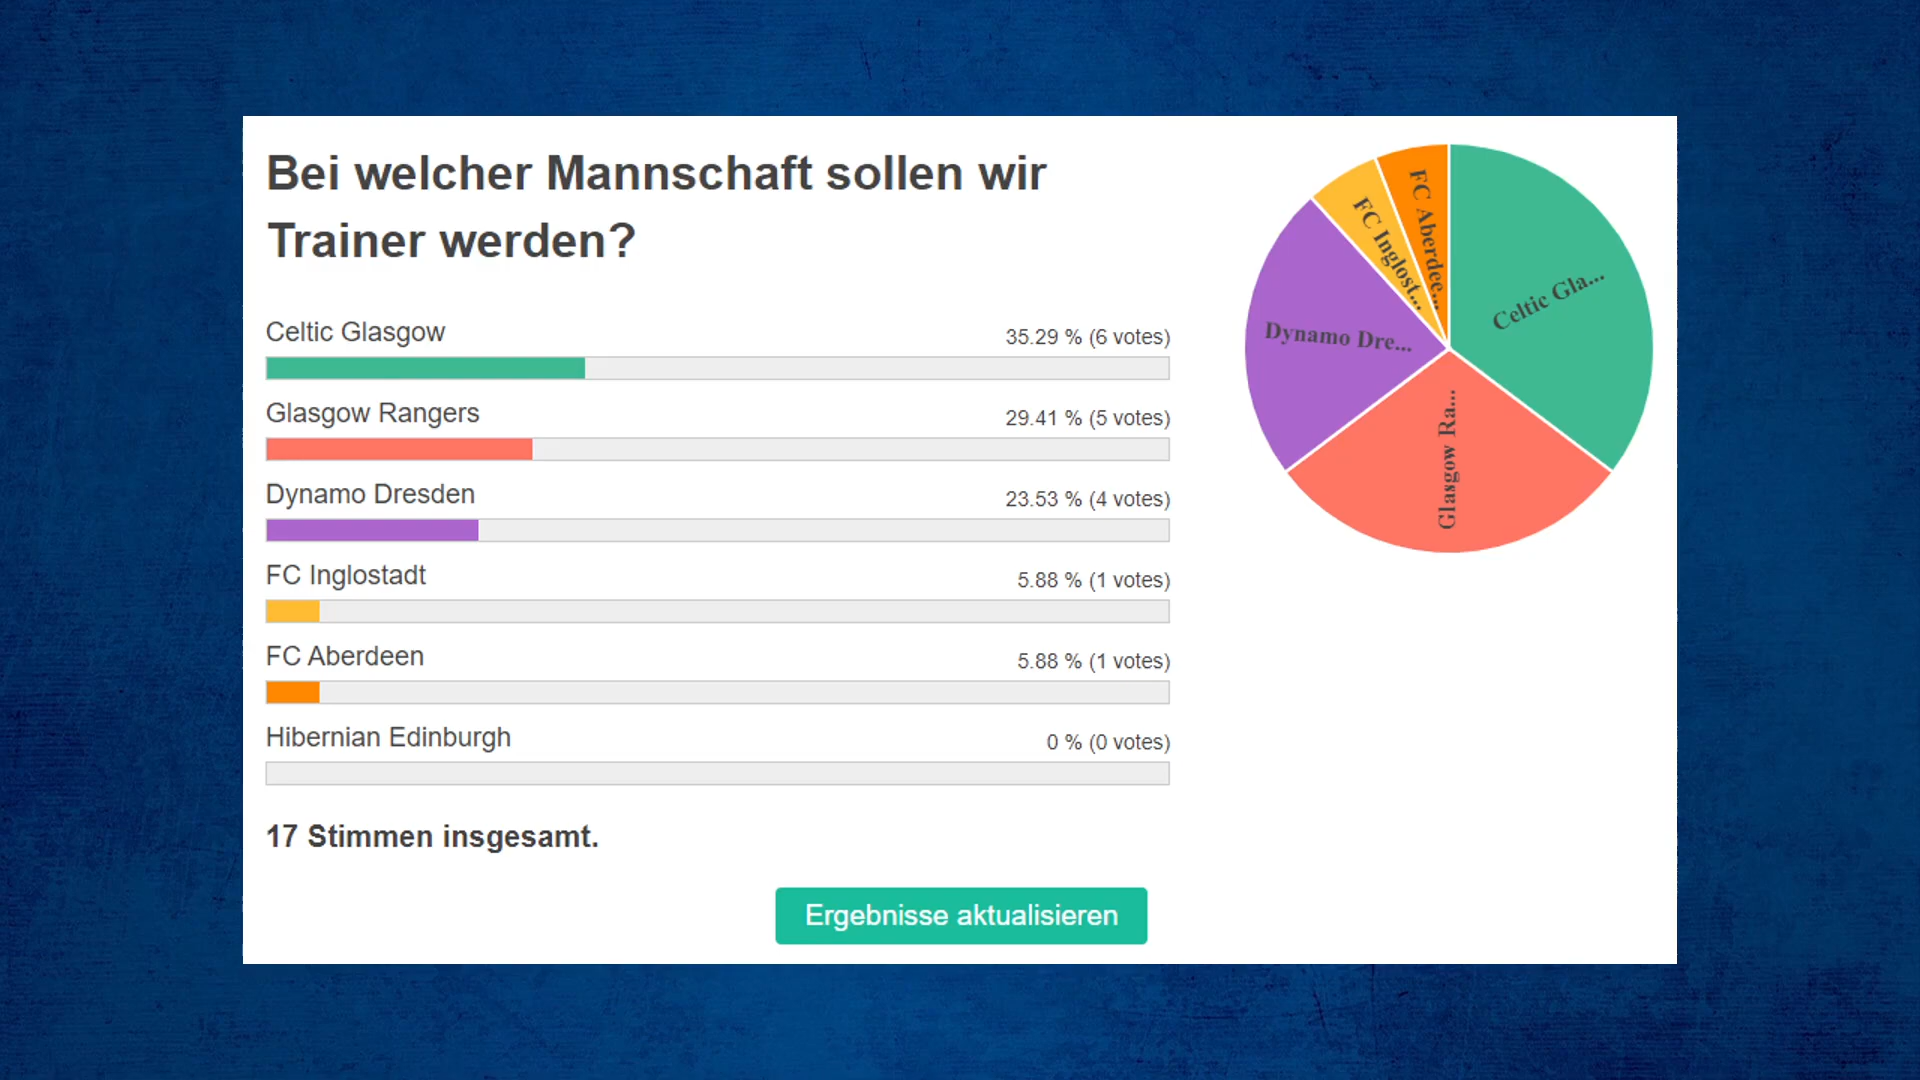 Bei welcher Mannschaft sollen wir
Trainer werden?
Celtic Glasgow
35.29 % (6 votes)
Glasgow Rangers
29.41 % (5 votes)
Dynamo Dresden
23.53 % (4 votes)
FC Inglostadt
5.88 % (1 votes)
FC Aberdeen
5.88 % (1 votes)
Hibernian Edinburgh
0 % (0 votes)
17 Stimmen insgesamt.
Ergebnisse aktualisieren
Celtic Gla...
Glasgow Ra...
Dynamo Dre...
FC Inglost...
FC Aberdee...